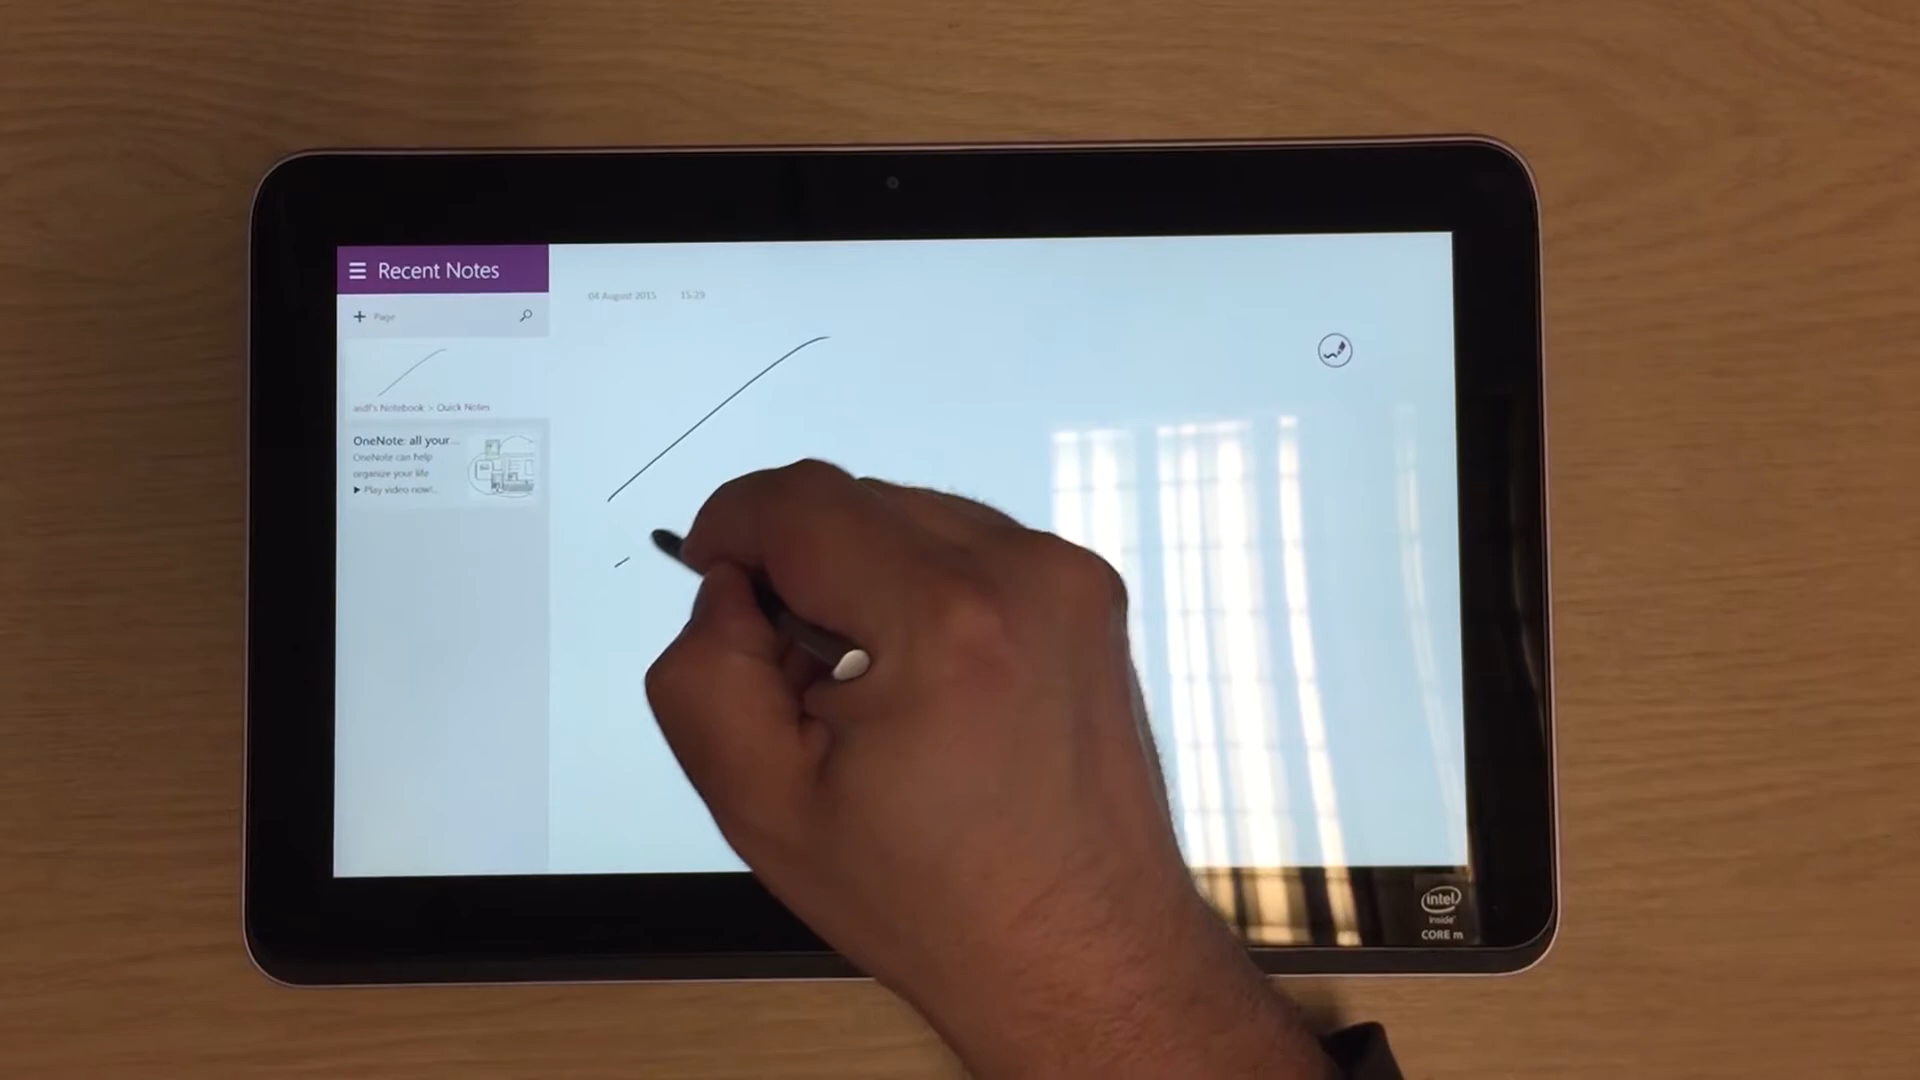 Recent Notes
Page
asdf's Notebook > Quick Notes
OneNote: all your...
OneNote can help
organize your life
Play video now!...
04 August 2015 15:29
intel
inside
CORE m